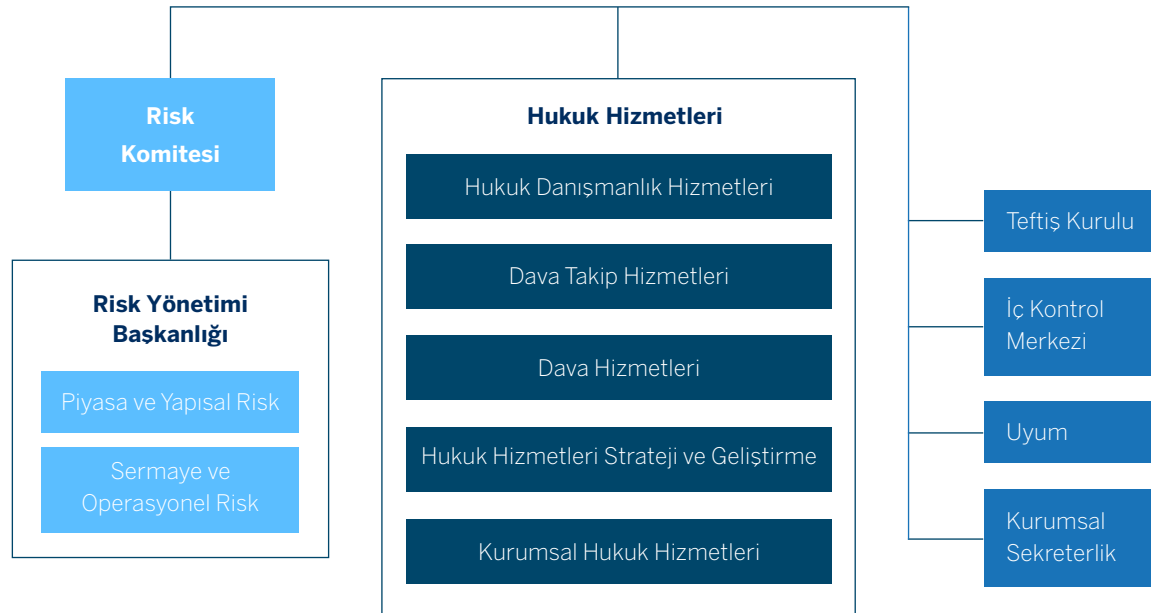 Risk
Komitesi
Risk Yönetimi
Başkanlığı
Piyasa ve Yapısal Risk
Sermaye ve
Operasyonel Risk
Hukuk Hizmetleri
Hukuk Danışmanlık Hizmetleri
Dava Takip Hizmetleri
Dava Hizmetleri
Hukuk Hizmetleri Strateji ve Geliştirme
Kurumsal Hukuk Hizmetleri
Teftiş Kurulu
İç Kontrol
Merkezi
Uyum
Kurumsal
Sekreterlik